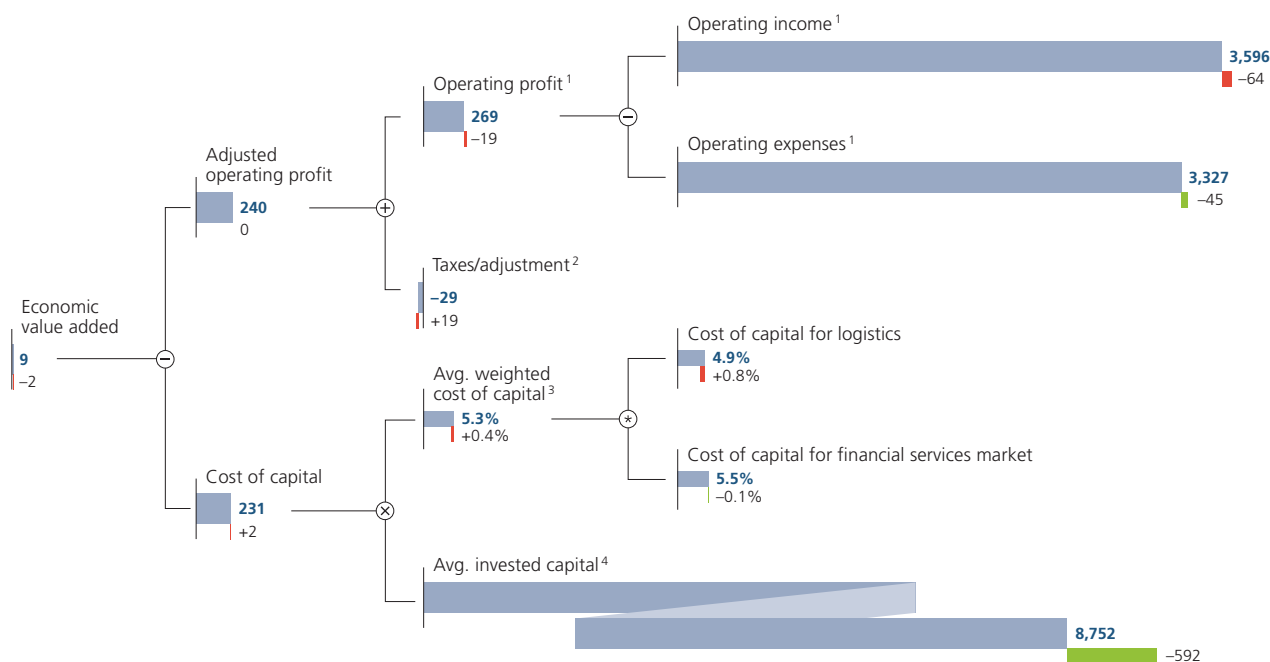 Economic
value added
9
–2
Adjusted
operating profit
240
0
Cost of capital
231
+2
Operating profit 1
269
–19
Taxes/adjustment 2
–29
+19
Avg. weighted
cost of capital 3
5.3%
+0.4%
Avg. invested capital 4
8,752
–592
Operating income 1
3,596
–64
Operating expenses 1
3,327
–45
Cost of capital for logistics
4.9%
+0.8%
Cost of capital for financial services market
5.5%
–0.1%